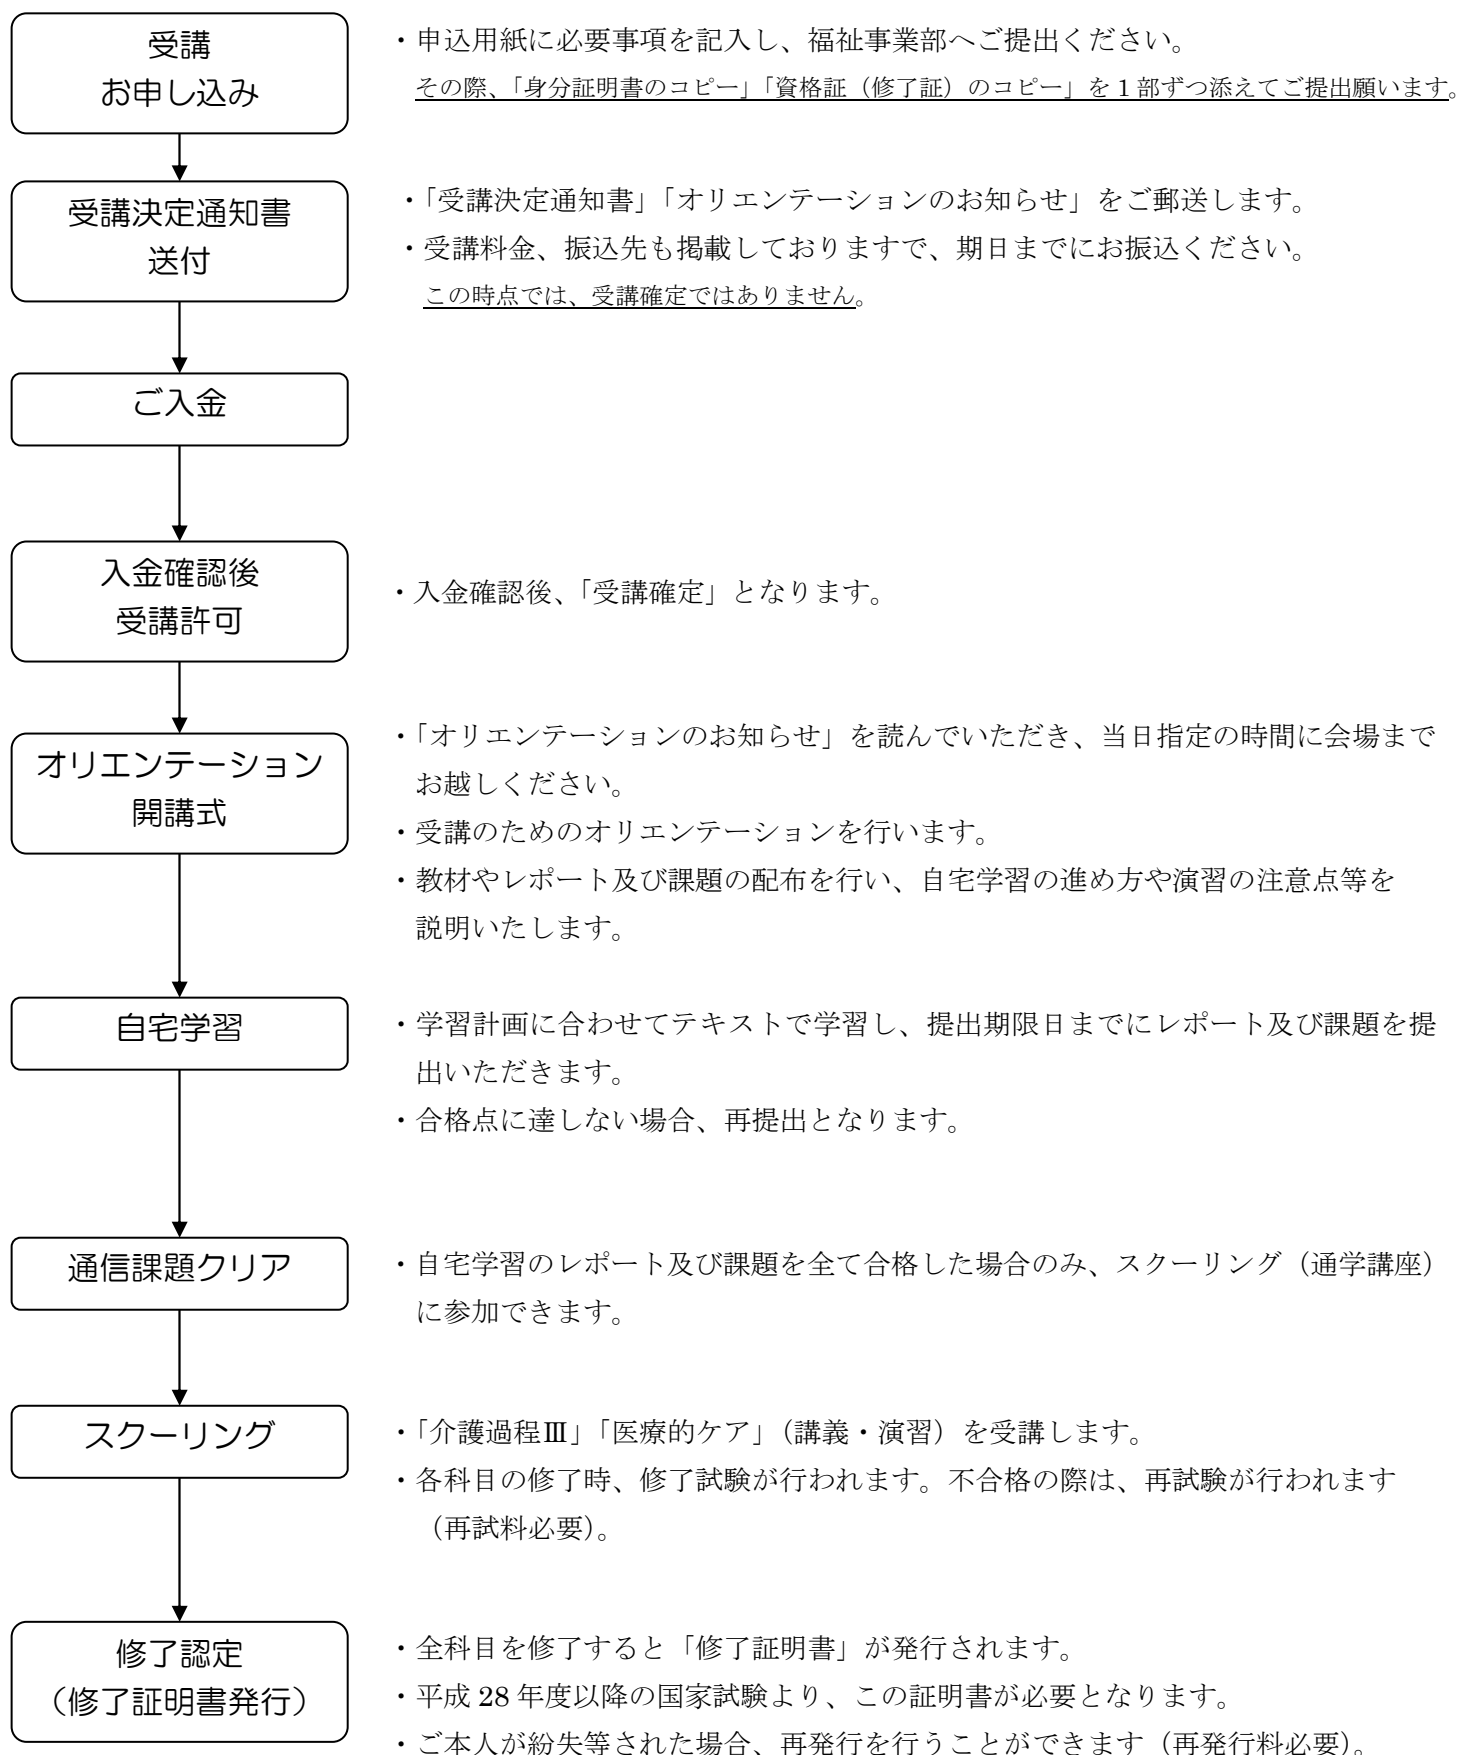 受講
お申し込み
・申込用紙に必要事項を記入し、福祉事業部へご提出ください。
その際、「身分証明書のコピー」「資格証（修了証）のコピー」を 1 部ずつ添えてご提出願います。
受講決定通知書
送付
・「受講決定通知書」「オリエンテーションのお知らせ」をご郵送します。
・受講料金、振込先も掲載しておりますで、期日までにお振込ください。
この時点では、受講確定ではありません。
ご入金
入金確認後
受講許可
・入金確認後、「受講確定」となります。
オリエンテーション
開講式
・「オリエンテーションのお知らせ」を読んでいただき、当日指定の時間に会場まで
お越しください。
・受講のためのオリエンテーションを行います。
・教材やレポート及び課題の配布を行い、自宅学習の進め方や演習の注意点等を
説明いたします。
自宅学習
・学習計画に合わせてテキストで学習し、提出期限日までにレポート及び課題を提
出いただきます。
・合格点に達しない場合、再提出となります。
通信課題クリア
・自宅学習のレポート及び課題を全て合格した場合のみ、スクーリング（通学講座）
に参加できます。
スクーリング
・「介護過程Ⅲ」「医療的ケア」（講義・演習）を受講します。
・各科目の修了時、修了試験が行われます。不合格の際は、再試験が行われます
（再試料必要）。
修了認定
（修了証明書発行）
・全科目を修了すると「修了証明書」が発行されます。
・平成 28 年度以降の国家試験より、この証明書が必要となります。
・ご本人が紛失等された場合、再発行を行うことができます（再発行料必要）。